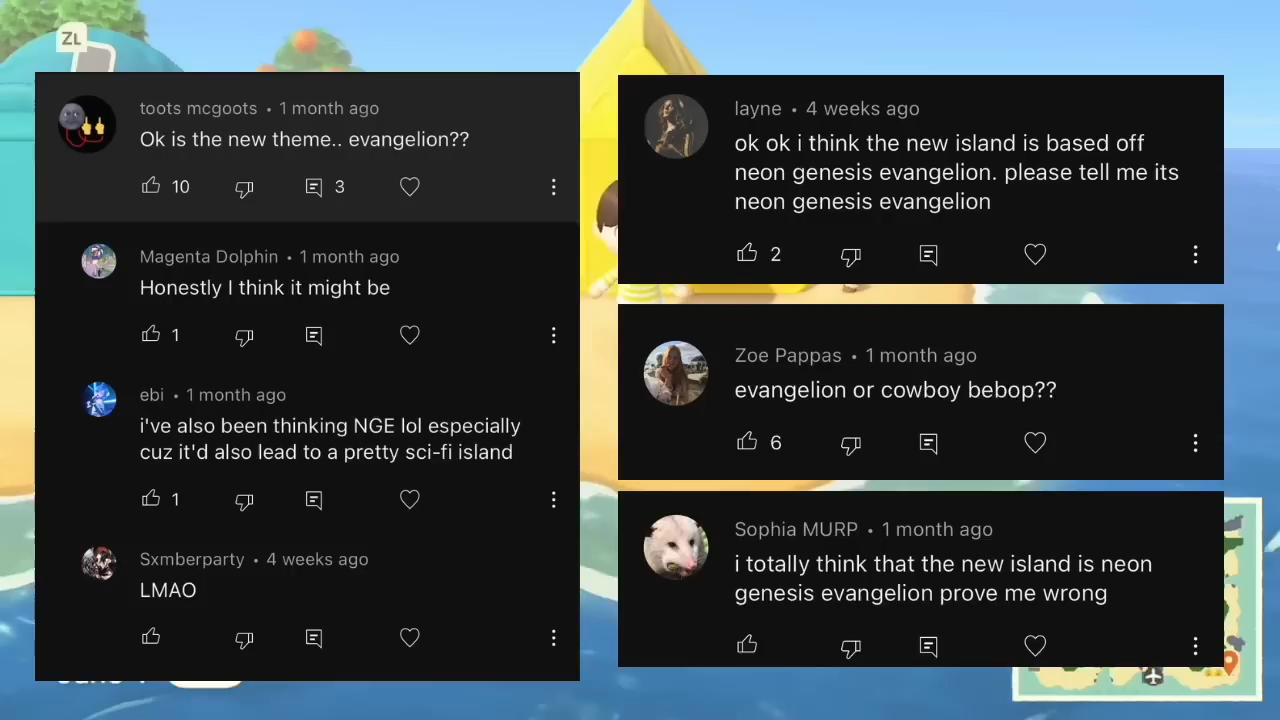 ZL
toots mcgoots • 1 month ago
Ok is the new theme.. evangelion??
10
3
Magenta Dolphin • 1 month ago
Honestly I think it might be
1
ebi • 1 month ago
i've also been thinking NGE lol especially
cuz it'd also lead to a pretty sci-fi island
1
Sxmberparty • 4 weeks ago
LMAO
layne • 4 weeks ago
ok ok i think the new island is based off
neon genesis evangelion. please tell me its
neon genesis evangelion
2
Zoe Pappas • 1 month ago
evangelion or cowboy bebop??
6
Sophia MURP • 1 month ago
i totally think that the new island is neon
genesis evangelion prove me wrong